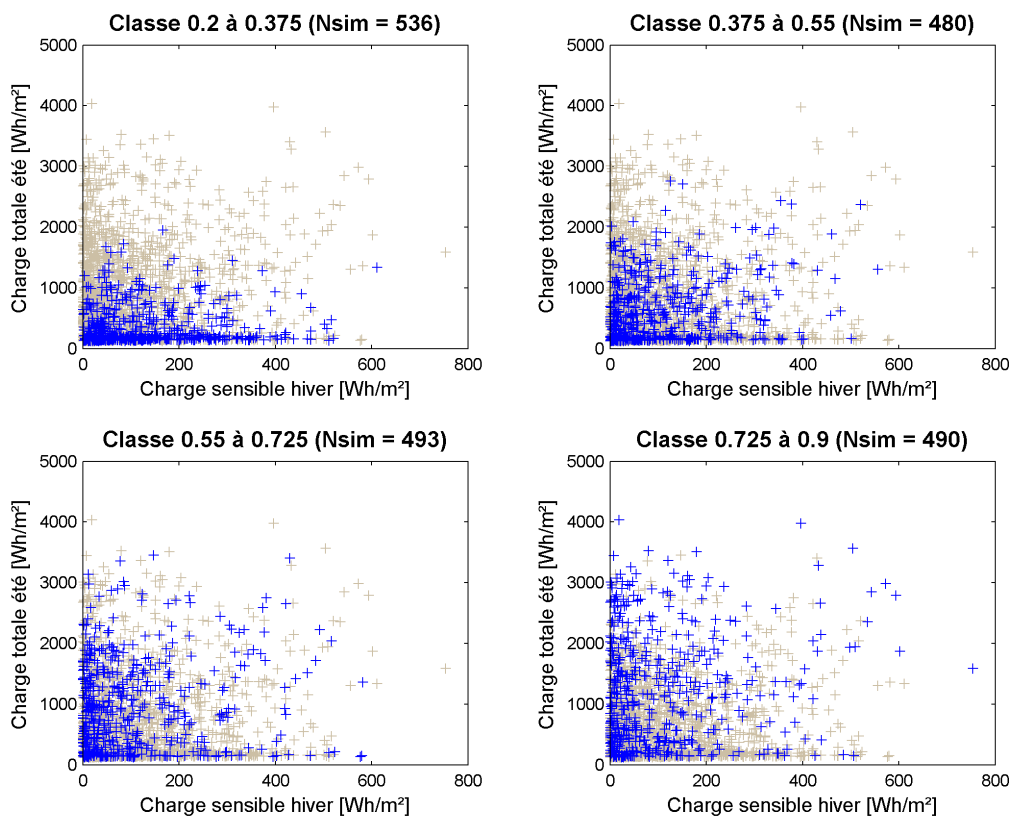 Classe 0.2 à 0.375 (Nsim = 536)
5000
4000
3000
2000
1000
0
0 200 400 600 800
Charge totale été [Wh/m²]
Charge sensible hiver [Wh/m²]
Classe 0.375 à 0.55 (Nsim = 480)
5000
4000
3000
2000
1000
0
0 200 400 600 800
Charge totale été [Wh/m²]
Charge sensible hiver [Wh/m²]
Classe 0.55 à 0.725 (Nsim = 493)
5000
4000
3000
2000
1000
0
0 200 400 600 800
Charge totale été [Wh/m²]
Charge sensible hiver [Wh/m²]
Classe 0.725 à 0.9 (Nsim = 490)
5000
4000
3000
2000
1000
0
0 200 400 600 800
Charge totale été [Wh/m²]
Charge sensible hiver [Wh/m²]